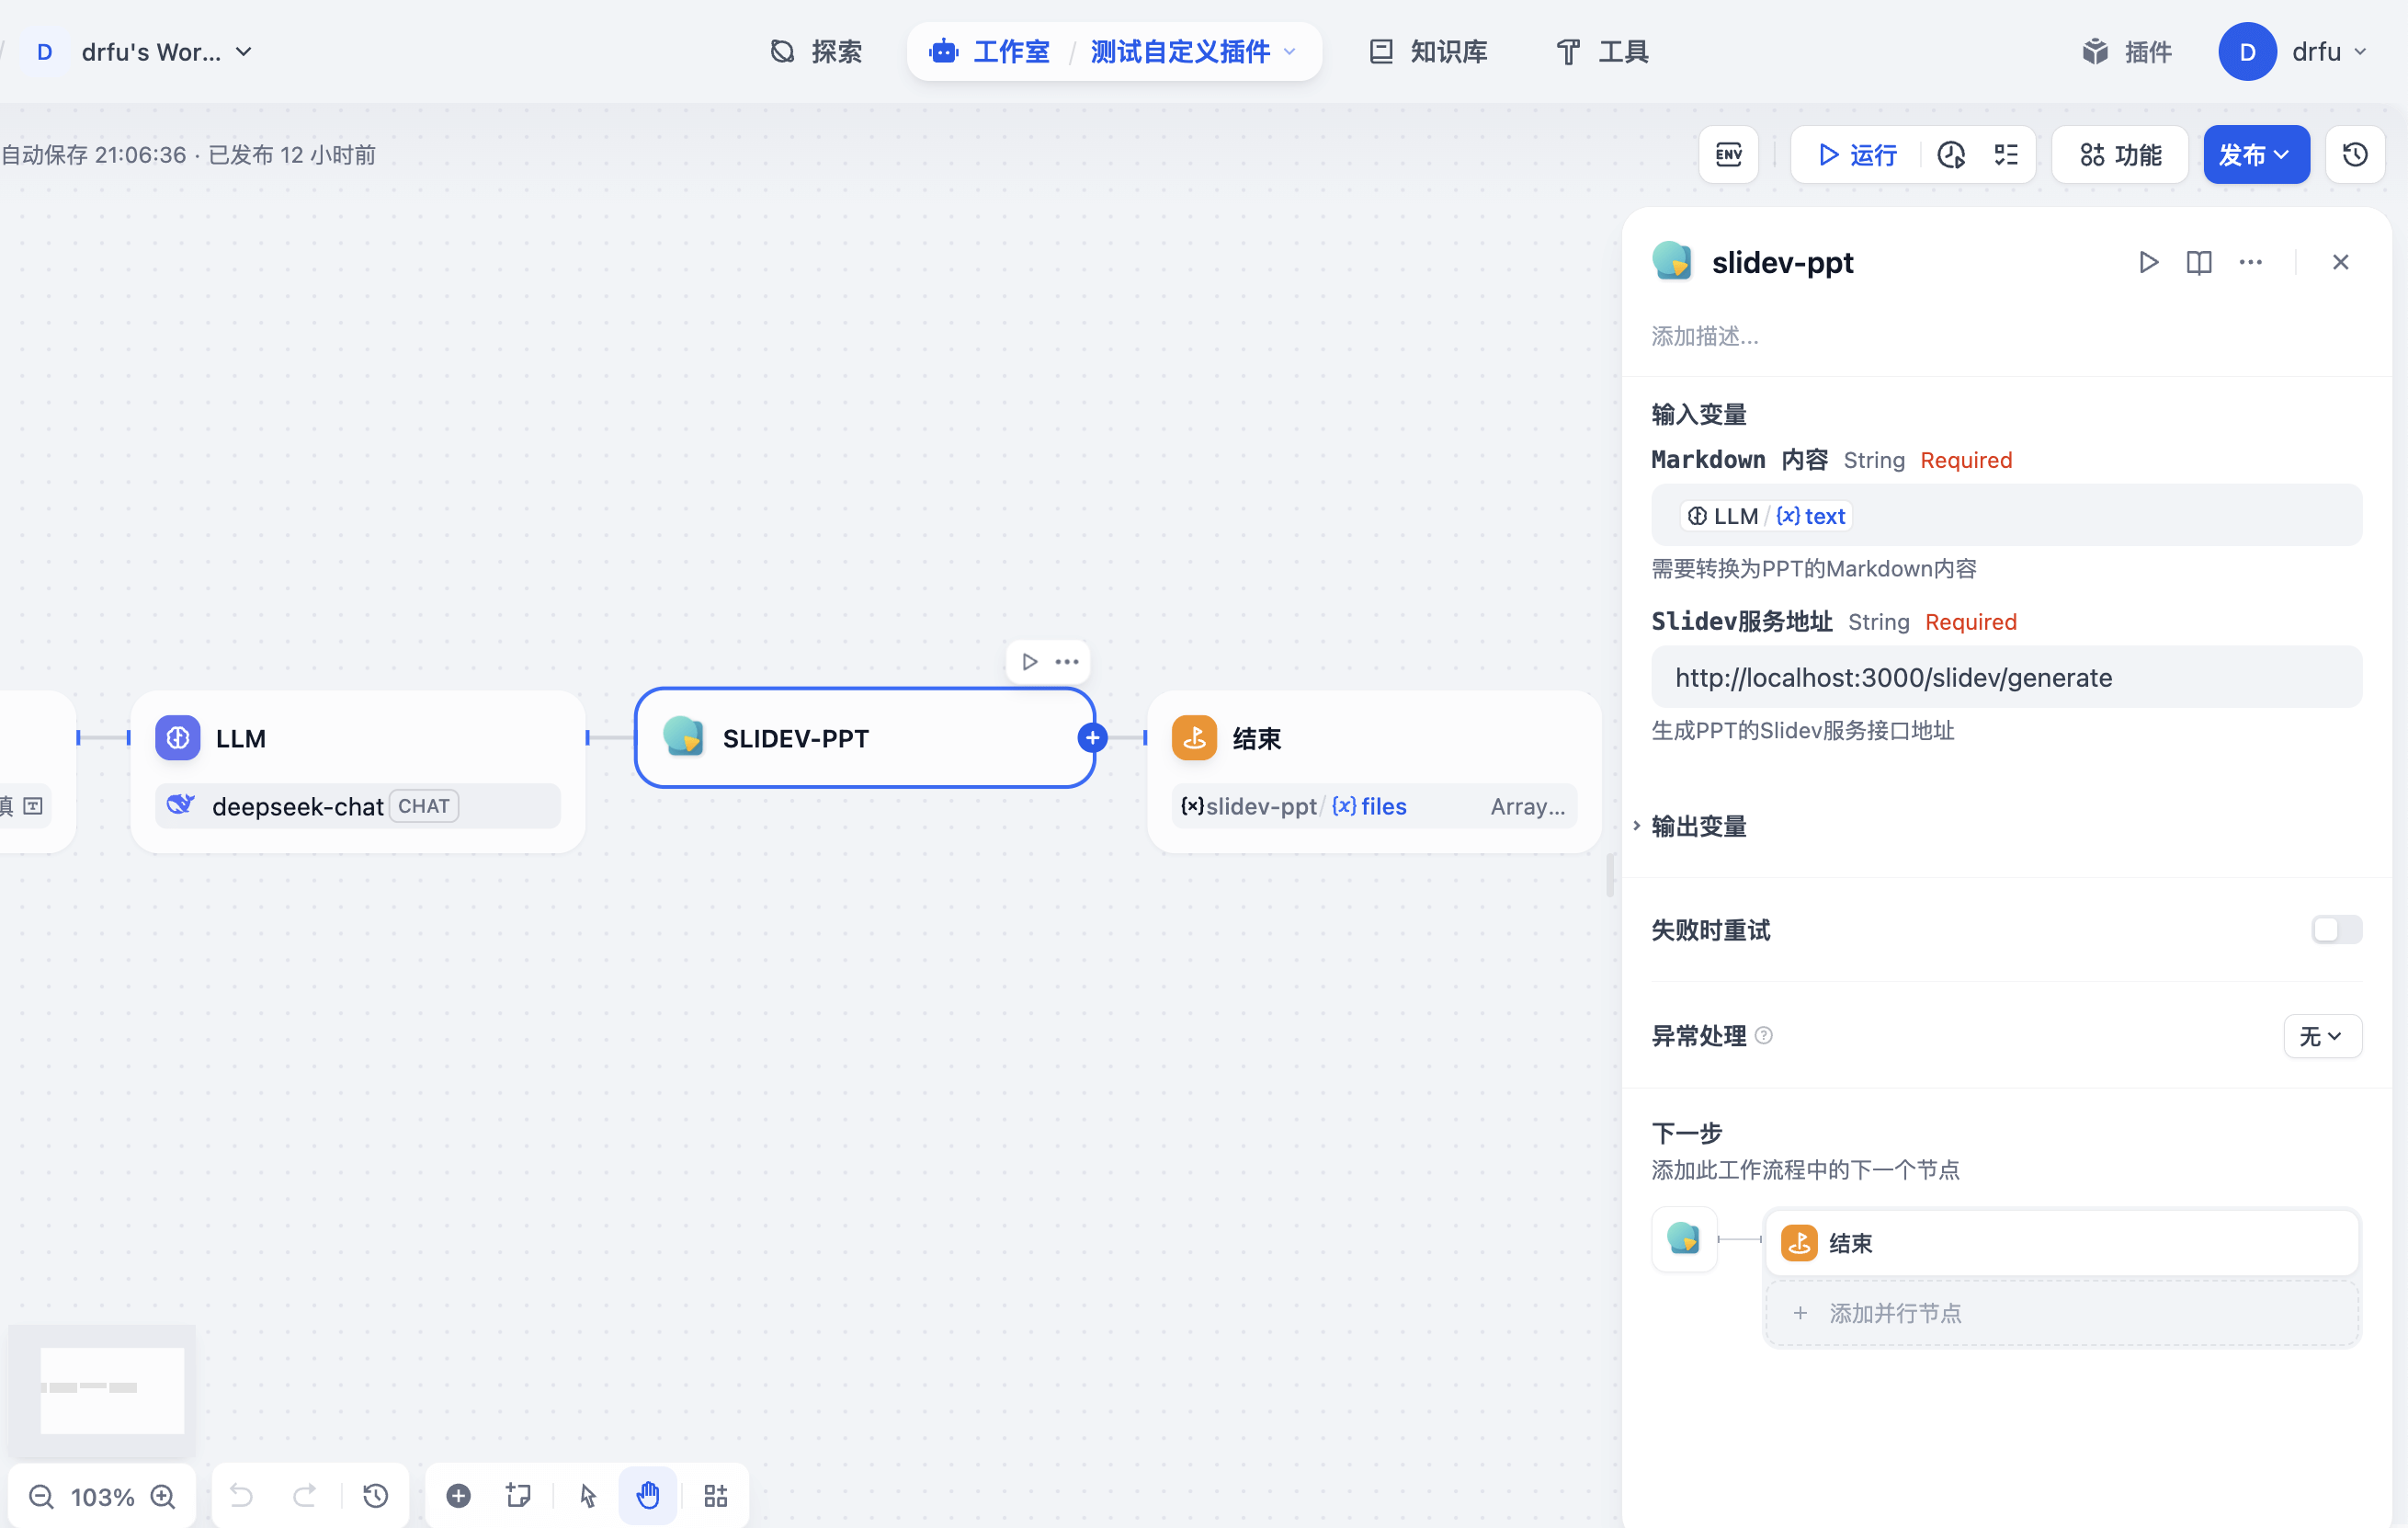 D drfu's Wor...
探索
工作室 / 测试自定义插件
知识库
工具
插件
D drfu
自动保存 21:06:36 · 已发布 12 小时前
ENV
运行
功能
发布
slidev-ppt
添加描述...
输入变量
Markdown 内容 String Required
LLM / {x} text
需要转换为PPT的Markdown内容
Slidev服务地址 String Required
http://localhost:3000/slidev/generate
生成PPT的Slidev服务接口地址
输出变量
失败时重试
异常处理
无
下一步
添加此工作流程中的下一个节点
结束
+ 添加并行节点
LLM
deepseek-chat CHAT
SLIDEV-PPT
结束
{x} slidev-ppt / {x} files Array...
103%